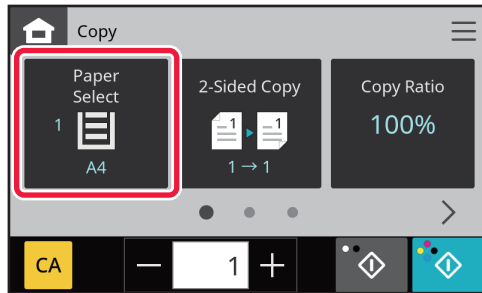 Copy
Paper
Select
1
A4
2-Sided Copy
1 1
1 → 1
Copy Ratio
100%
CA
1